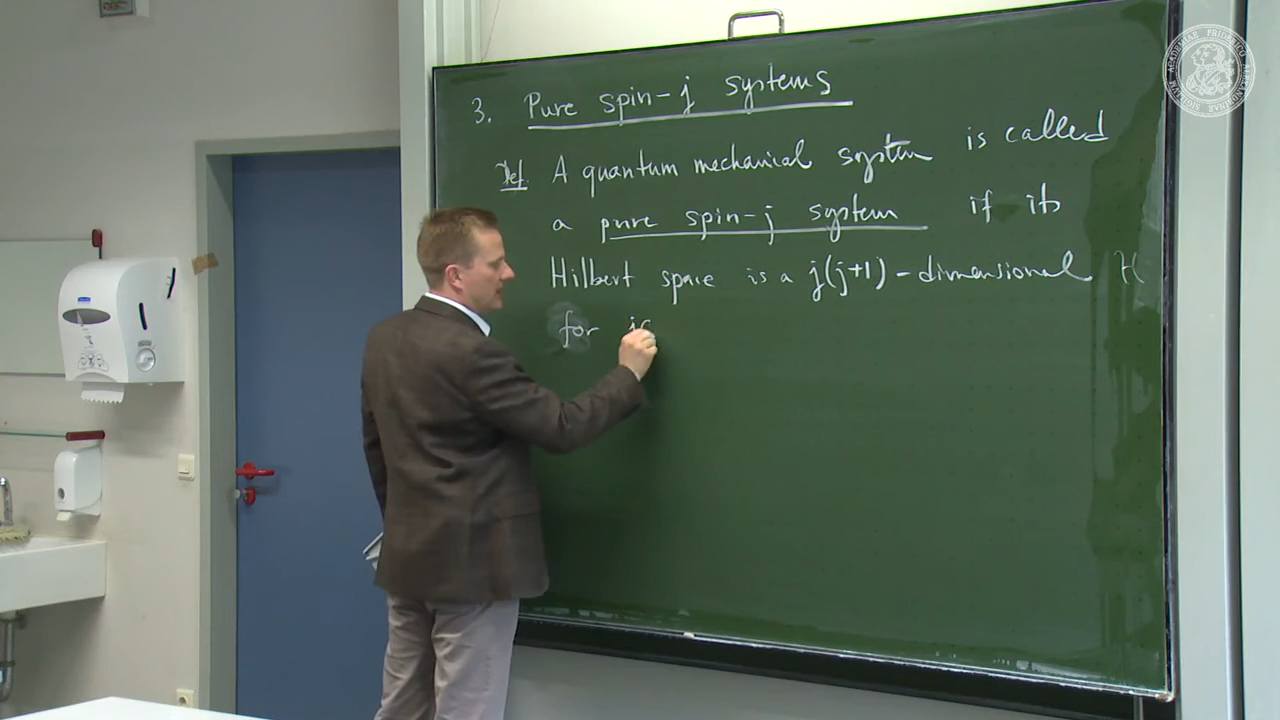 3. Pure spin-j systems
Def. A quantum mechanical system is called
a pure spin-j system if its
Hilbert space is a j(j+1)-dimensional H
for